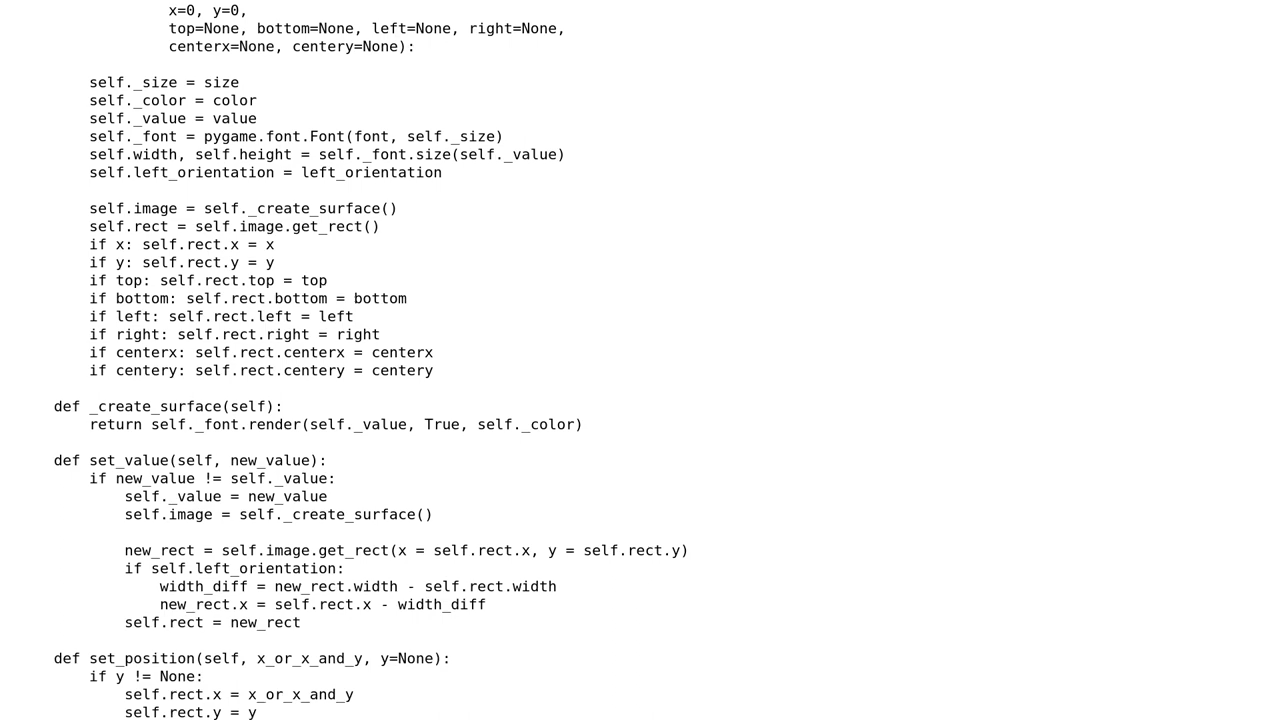 x=0, y=0,
             top=None, bottom=None, left=None, right=None,
             centerx=None, centery=None):

    self._size = size
    self._color = color
    self._value = value
    self._font = pygame.font.Font(font, self._size)
    self.width, self.height = self._font.size(self._value)
    self.left_orientation = left_orientation

    self.image = self._create_surface()
    self.rect = self.image.get_rect()
    if x: self.rect.x = x
    if y: self.rect.y = y
    if top: self.rect.top = top
    if bottom: self.rect.bottom = bottom
    if left: self.rect.left = left
    if right: self.rect.right = right
    if centerx: self.rect.centerx = centerx
    if centery: self.rect.centery = centery

def _create_surface(self):
    return self._font.render(self._value, True, self._color)

def set_value(self, new_value):
    if new_value != self._value:
        self._value = new_value
        self.image = self._create_surface()

        new_rect = self.image.get_rect(x = self.rect.x, y = self.rect.y)
        if self.left_orientation:
            width_diff = new_rect.width - self.rect.width
            new_rect.x = self.rect.x - width_diff
        self.rect = new_rect

def set_position(self, x_or_x_and_y, y=None):
    if y != None:
        self.rect.x = x_or_x_and_y
        self.rect.y = y